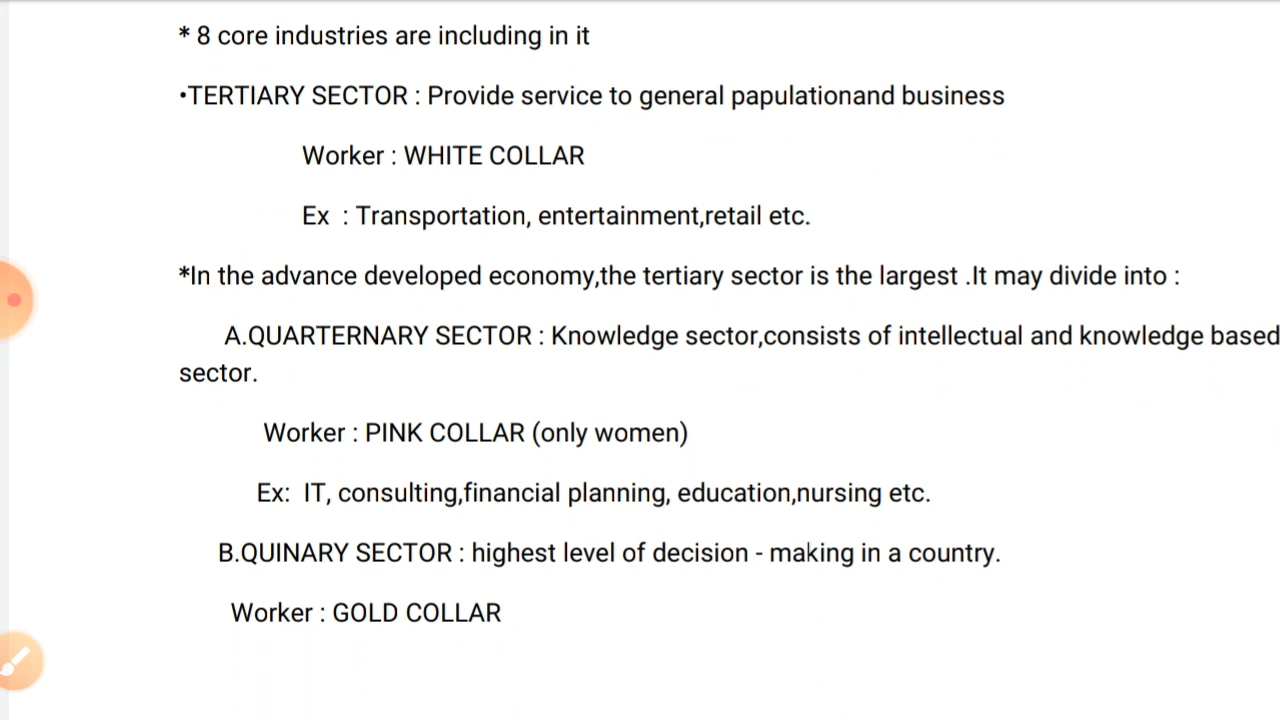 * 8 core industries are including in it
•TERTIARY SECTOR : Provide service to general papulationand business
Worker : WHITE COLLAR
Ex : Transportation, entertainment,retail etc.
*In the advance developed economy,the tertiary sector is the largest .It may divide into :
A.QUARTERNARY SECTOR : Knowledge sector,consists of intellectual and knowledge based
sector.
Worker : PINK COLLAR (only women)
Ex: IT, consulting,financial planning, education,nursing etc.
B.QUINARY SECTOR : highest level of decision - making in a country.
Worker : GOLD COLLAR